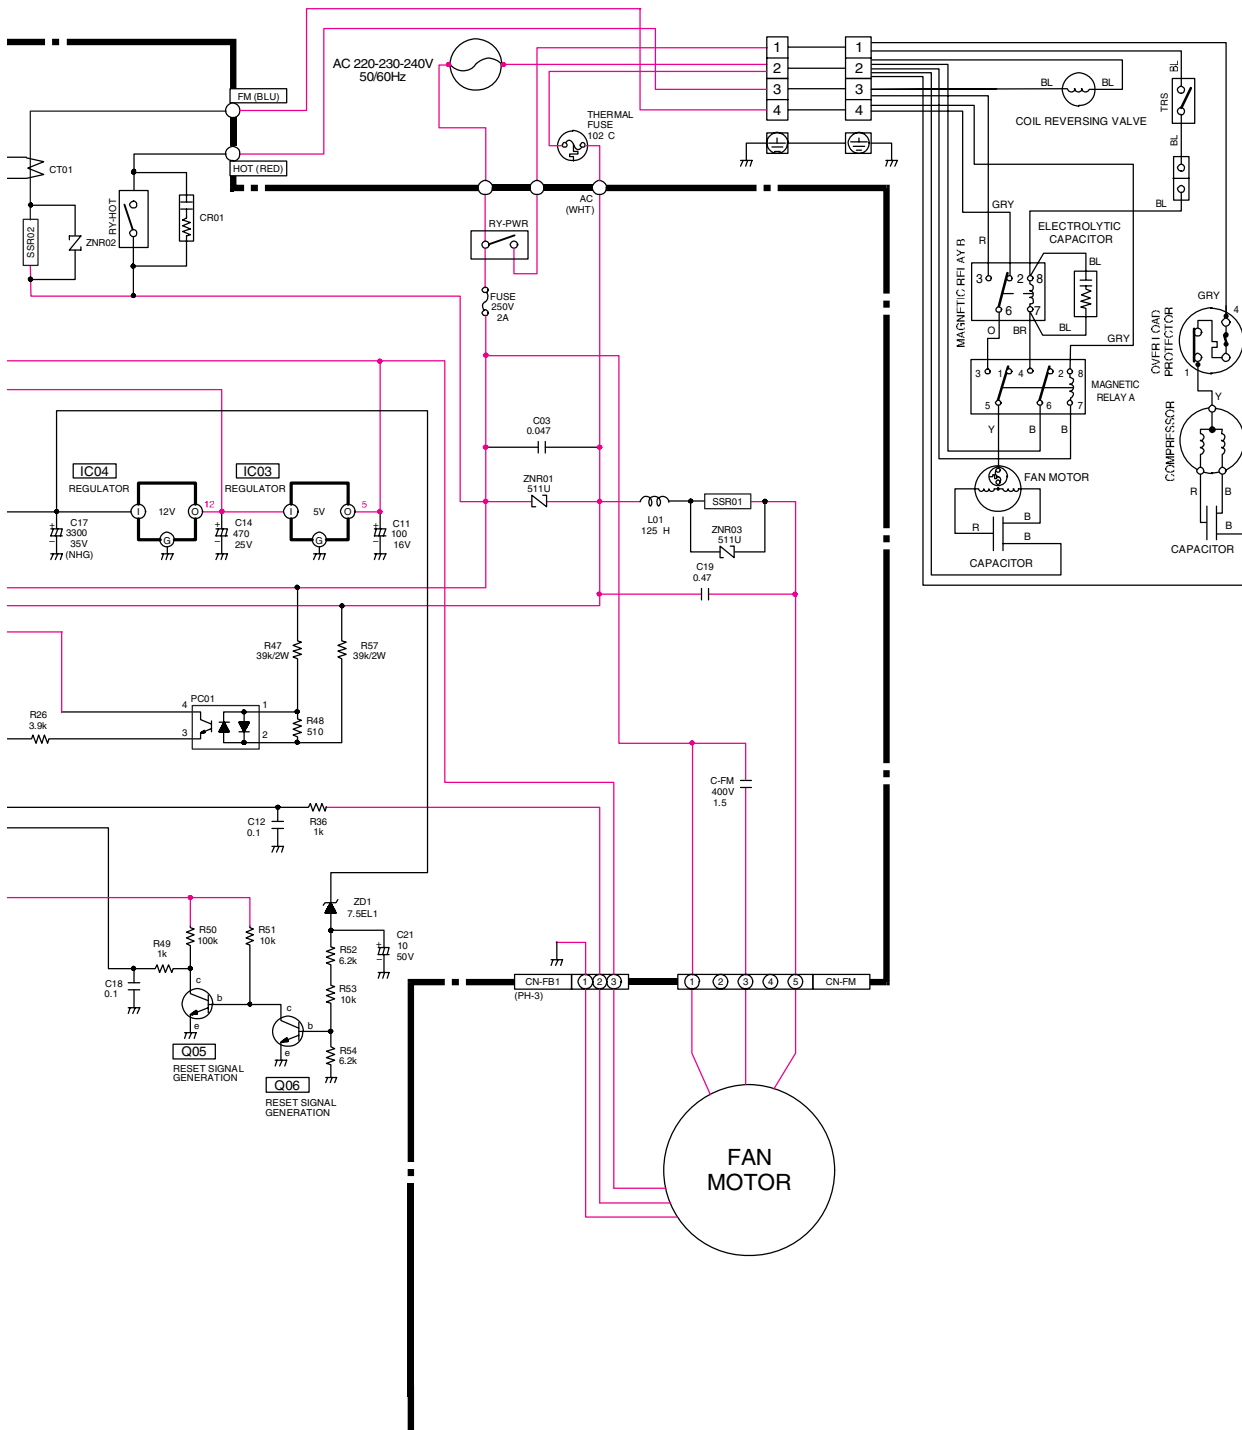 AC 220-230-240V
50/60Hz
FM (BLU)
HOT (RED)
CT01
RY-HOT
CR01
SSR02
ZNR02
THERMAL
FUSE
102 C
AC
(WHT)
RY-PWR
FUSE
250V
2A
1
2
3
4
1
2
3
4
BL
BL
COIL REVERSING VALVE
BL
TRS
BL
BL
GRY
R
ELECTROLYTIC
CAPACITOR
BL
MAGNETIC RELAY B
3
2
8
6
7
O
BR
BL
GRY
3
1
4
2
8
5
6
7
MAGNETIC
RELAY A
Y
B
B
FAN MOTOR
R
B
B
CAPACITOR
GRY
4
OVERLOAD
PROTECTOR
1
Y
COMPRESSOR
R
B
B
CAPACITOR
IC04
REGULATOR
I
12V
O
G
12
IC03
REGULATOR
I
5V
O
G
5
+
−
C17
3300
35V
(NHG)
+
−
C14
470
25V
+
−
C11
100
16V
C03
0.047
ZNR01
511U
L01
125 H
SSR01
ZNR03
511U
C19
0.47
R47
39k/2W
R57
39k/2W
PC01
4
1
3
2
R48
510
R26
3.9k
C12
0.1
R36
1k
C-FM
400V
1.5
ZD1
7.5EL1
R50
100k
R51
10k
R49
1k
C18
0.1
R52
6.2k
+
−
C21
10
50V
R53
10k
R54
6.2k
c
b
e
Q05
RESET SIGNAL
GENERATION
c
b
e
Q06
RESET SIGNAL
GENERATION
CN-FB1
1
2
3
(PH-3)
1
2
3
4
5
CN-FM
FAN
MOTOR